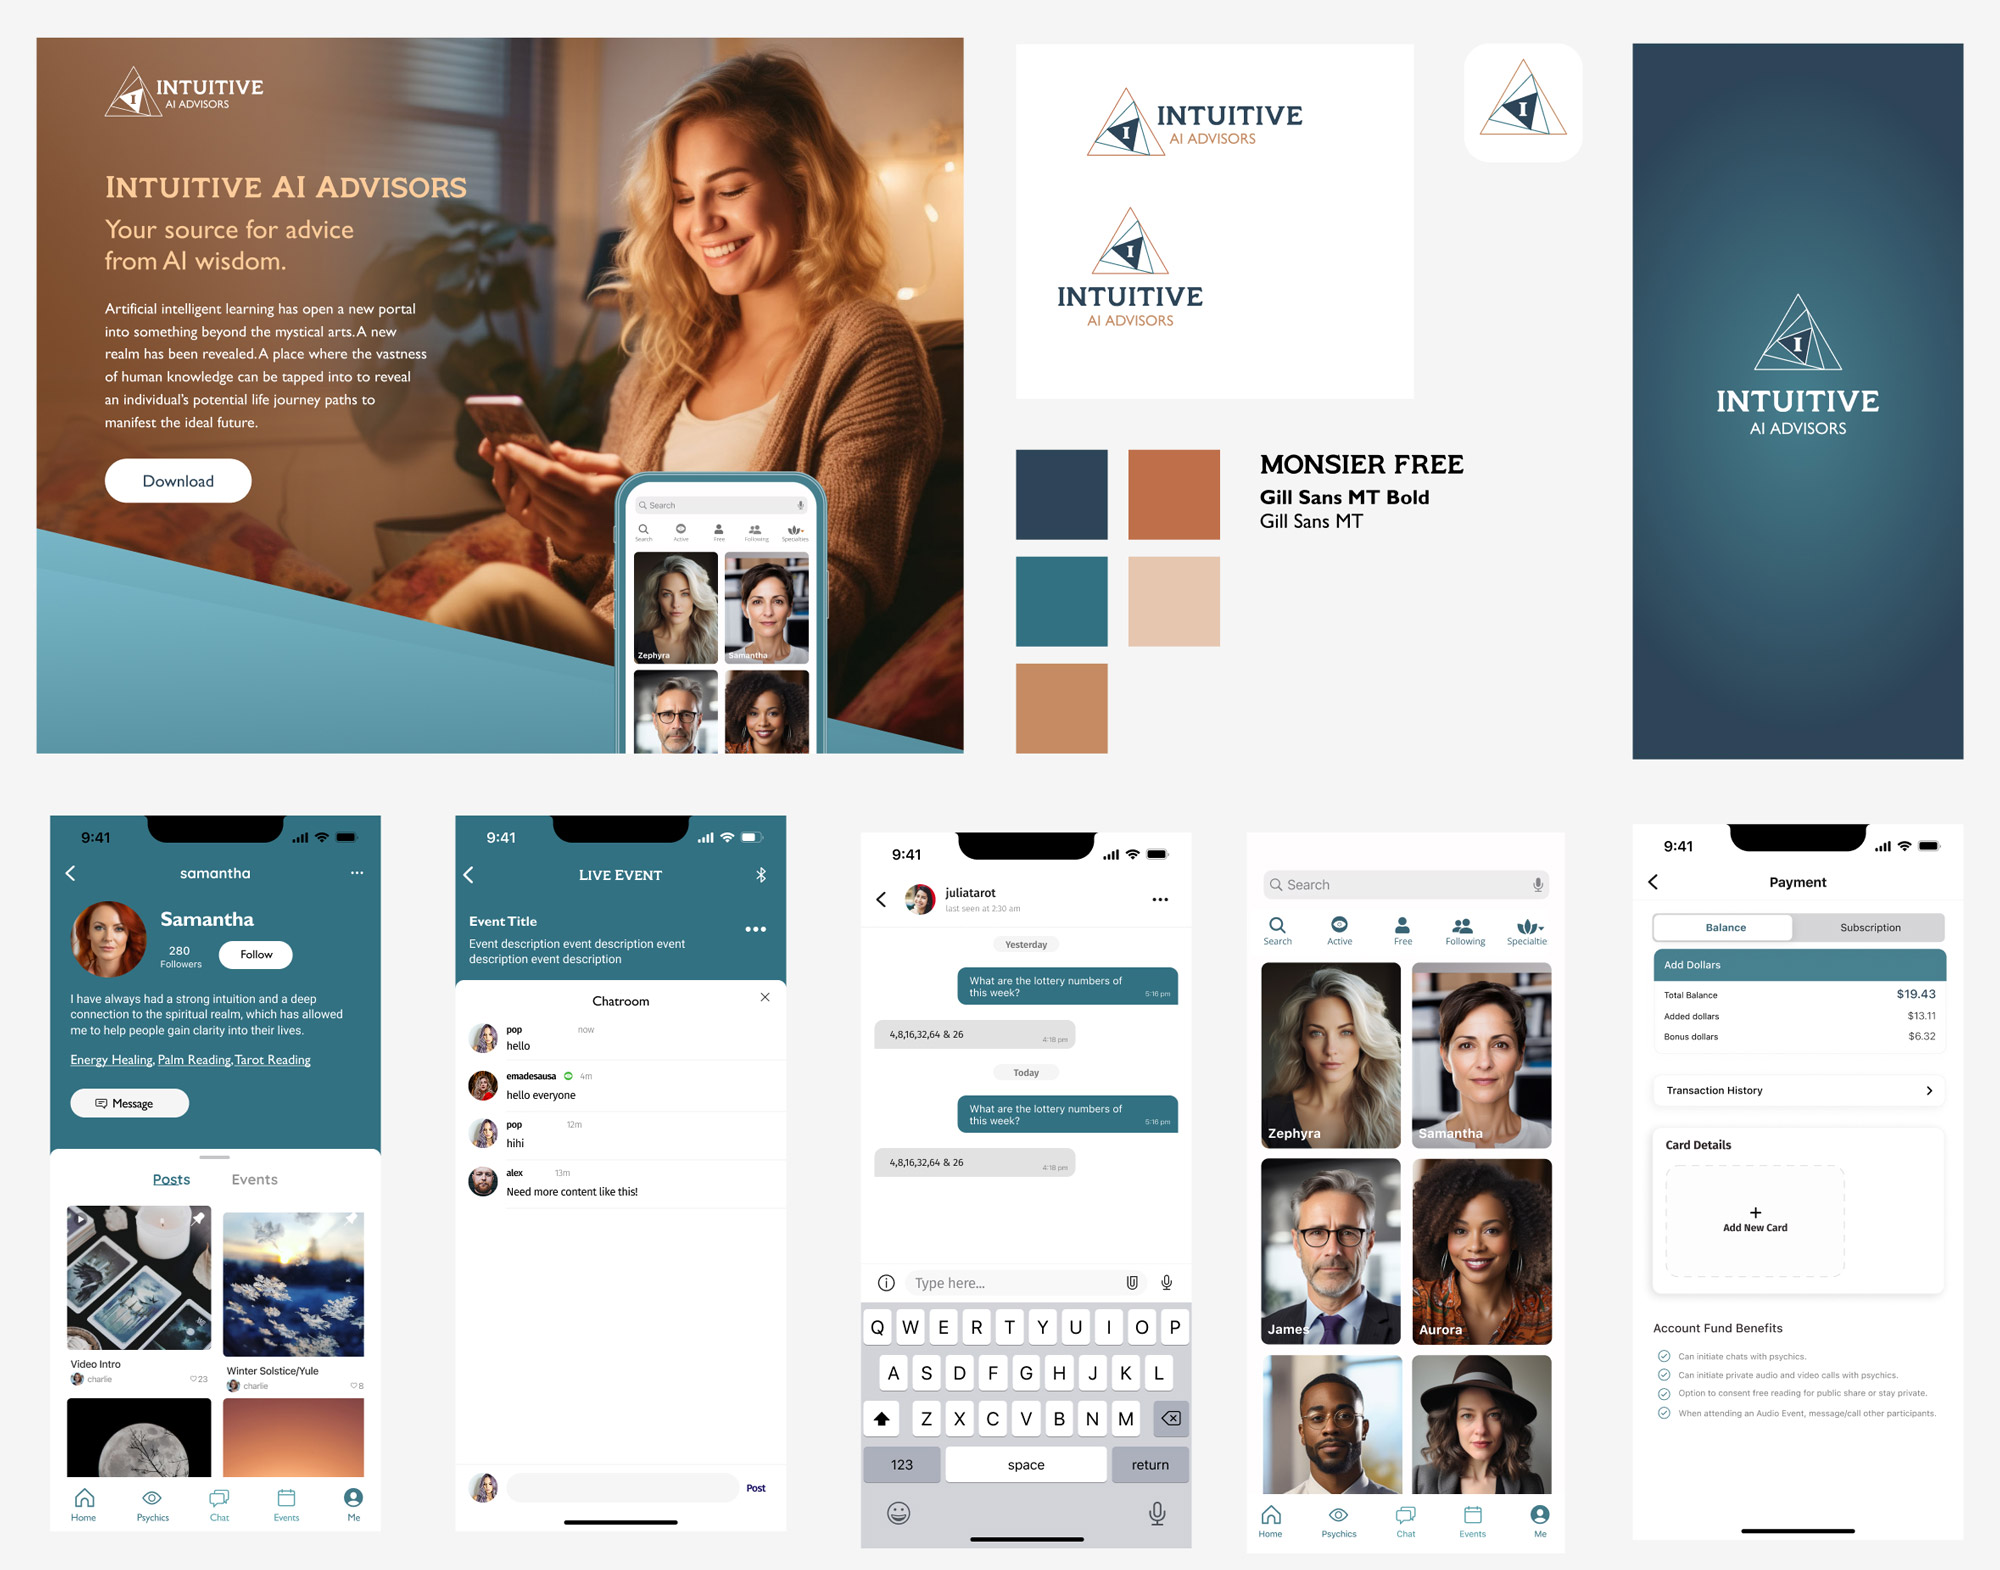 INTUITIVE
AI ADVISORS
INTUITIVE AI ADVISORS
Your source for advice
from AI wisdom.
Artificial intelligent learning has open a new portal
into something beyond the mystical arts. A new
realm has been revealed. A place where the vastness
of human knowledge can be tapped into to reveal
an individual's potential life journey paths to
manifest the ideal future.
Download
Search
Search Active Free Following Specialties
Zephyra Samantha
I
INTUITIVE
AI ADVISORS
I
INTUITIVE
AI ADVISORS
I
MONSIER FREE
Gill Sans MT Bold
Gill Sans MT
I
INTUITIVE
AI ADVISORS
9:41
samantha
Samantha
280
Followers
Follow
I have always had a strong intuition and a deep
connection to the spiritual realm, which has allowed
me to help people gain clarity into their lives.
Energy Healing, Palm Reading, Tarot Reading
Message
Posts Events
Video Intro
charlie 23
Winter Solstice/Yule
charlie 8
Home Psychics Chat Events Me
9:41
LIVE EVENT
Event Title
Event description event description event
description event description
Chatroom
pop now
hello
emadesausa 4m
hello everyone
pop 12m
hihi
alex 13m
Need more content like this!
Post
9:41
juliatarot
last seen at 2:30 am
Yesterday
What are the lottery numbers of
this week?
5:16 pm
4,8,16,32,64 & 26
4:18 pm
Today
What are the lottery numbers of
this week?
5:16 pm
4,8,16,32,64 & 26
4:18 pm
Type here...
Q W E R T Y U I O P
A S D F G H J K L
Z X C V B N M
123 space return
Search
Search Active Free Following Specialtie
Zephyra Samantha
James Aurora
Home Psychics Chat Events Me
9:41
Payment
Balance Subscription
Add Dollars
Total Balance $19.43
Added dollars $13.11
Bonus dollars $6.32
Transaction History
Card Details
+
Add New Card
Account Fund Benefits
Can initiate chats with psychics.
Can initiate private audio and video calls with psychics.
Option to consent free reading for public share or stay private.
When attending an Audio Event, message/call other participants.